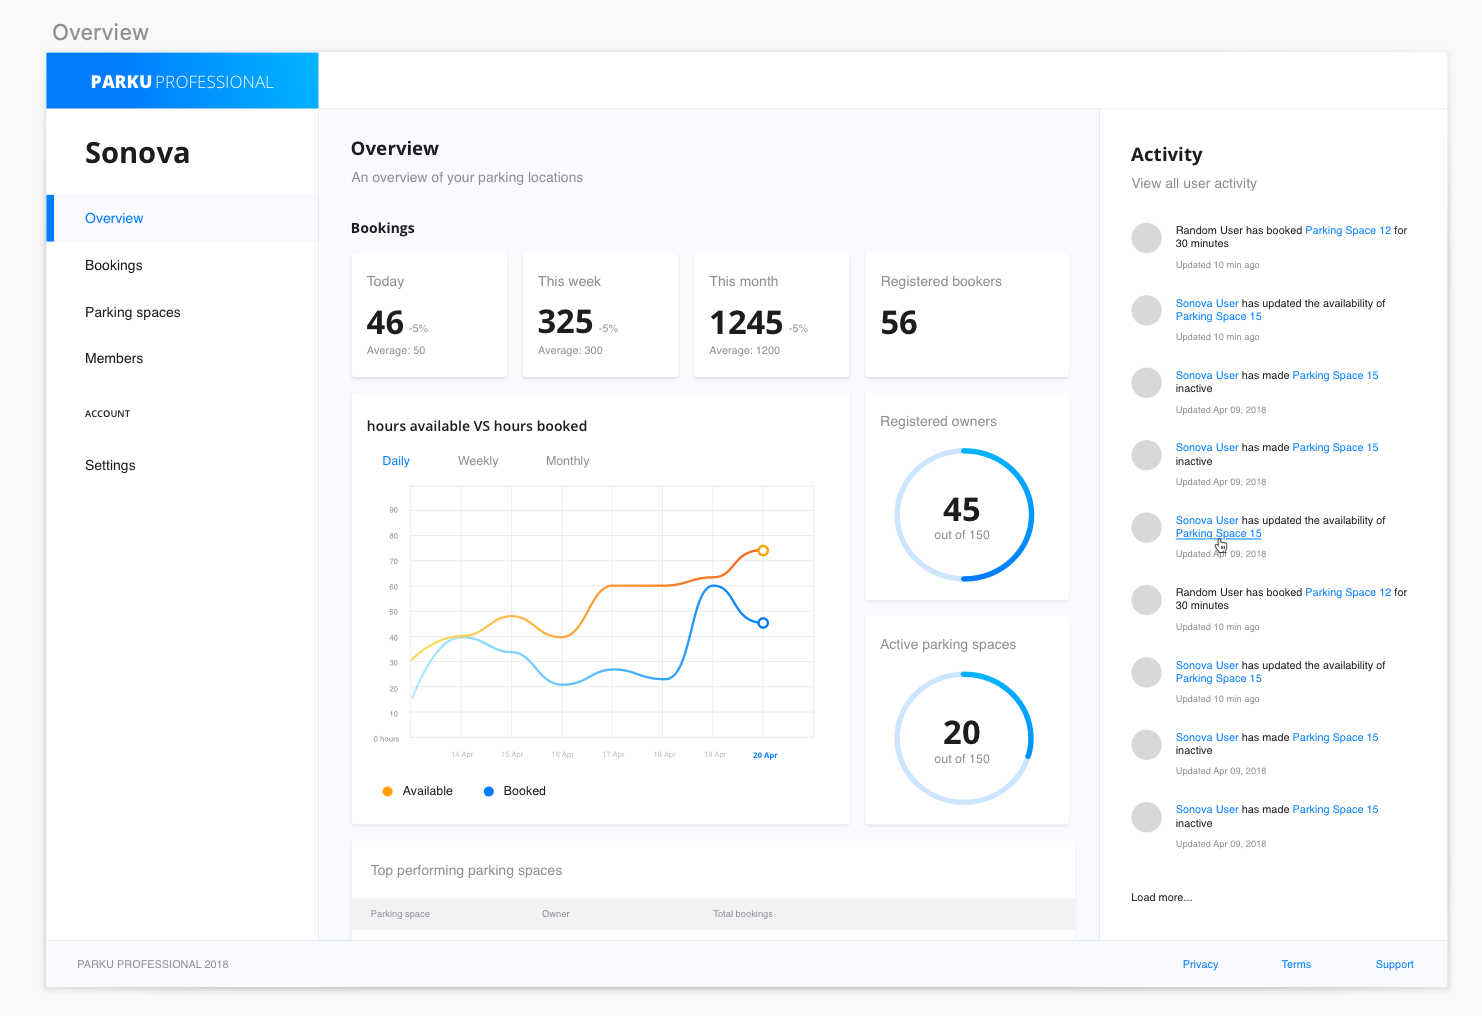 Overview
PARKU PROFESSIONAL
Sonova
Overview
Bookings
Parking spaces
Members
ACCOUNT
Settings
Overview
An overview of your parking locations
Bookings
Today
46 -5%
Average: 50
This week
325 -5%
Average: 300
This month
1245 -5%
Average: 1200
Registered bookers
56
hours available VS hours booked
Daily Weekly Monthly
90
80
70
60
50
40
30
20
10
0 hours
14 Apr 15 Apr 16 Apr 17 Apr 18 Apr 19 Apr 20 Apr
Available Booked
Registered owners
45
out of 150
Active parking spaces
20
out of 150
Top performing parking spaces
Parking space Owner Total bookings
Activity
View all user activity
Random User has booked Parking Space 12 for
30 minutes
Updated 10 min ago
Sonova User has updated the availability of
Parking Space 15
Updated 10 min ago
Sonova User has made Parking Space 15
inactive
Updated Apr 09, 2018
Sonova User has made Parking Space 15
inactive
Updated Apr 09, 2018
Sonova User has updated the availability of
Parking Space 15
Updated Apr 09, 2018
Random User has booked Parking Space 12 for
30 minutes
Updated 10 min ago
Sonova User has updated the availability of
Parking Space 15
Updated 10 min ago
Sonova User has made Parking Space 15
inactive
Updated Apr 09, 2018
Sonova User has made Parking Space 15
inactive
Updated Apr 09, 2018
Load more...
PARKU PROFESSIONAL 2018
Privacy Terms Support